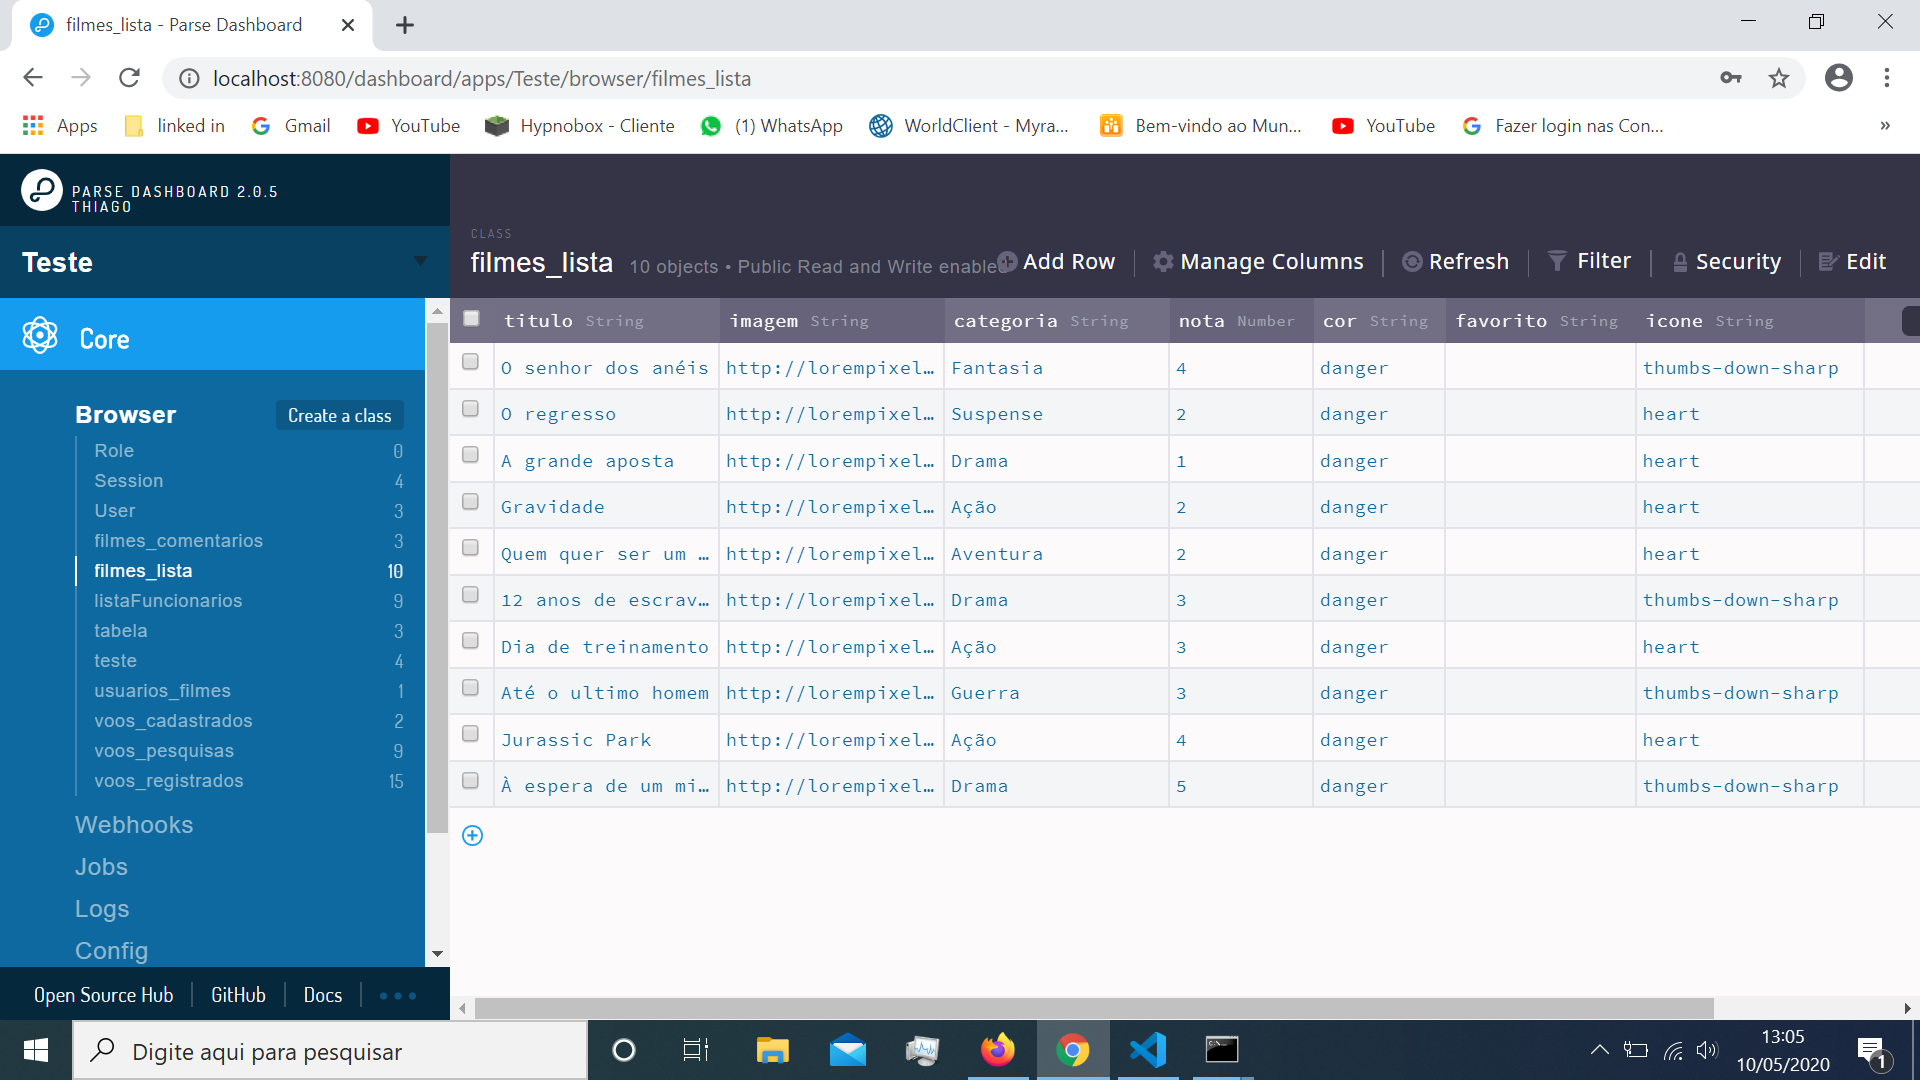 filmes_lista - Parse Dashboard
localhost:8080/dashboard/apps/Teste/browser/filmes_lista
Apps linked in Gmail YouTube Hypnobox - Cliente (1) WhatsApp WorldClient - Myra... Bem-vindo ao Mun... YouTube Fazer login nas Con... »
PARSE DASHBOARD 2.0.5
THIAGO
Teste
Core
Browser Create a class
Role 0
Session 4
User 3
filmes_comentarios 3
filmes_lista 10
listaFuncionarios 9
tabela 3
teste 4
usuarios_filmes 1
voos_cadastrados 2
voos_pesquisas 9
voos_registrados 15
Webhooks
Jobs
Logs
Config
Open Source Hub GitHub Docs
CLASS
filmes_lista 10 objects • Public Read and Write enabled Add Row Manage Columns Refresh Filter Security Edit
titulo String imagem String categoria String nota Number cor String favorito String icone String
O senhor dos anéis http://lorempixel… Fantasia 4 danger thumbs-down-sharp
O regresso http://lorempixel… Suspense 2 danger heart
A grande aposta http://lorempixel… Drama 1 danger heart
Gravidade http://lorempixel… Ação 2 danger heart
Quem quer ser um … http://lorempixel… Aventura 2 danger heart
12 anos de escrav… http://lorempixel… Drama 3 danger thumbs-down-sharp
Dia de treinamento http://lorempixel… Ação 3 danger heart
Até o ultimo homem http://lorempixel… Guerra 3 danger thumbs-down-sharp
Jurassic Park http://lorempixel… Ação 4 danger heart
À espera de um mi… http://lorempixel… Drama 5 danger thumbs-down-sharp
Digite aqui para pesquisar
13:05
10/05/2020
1